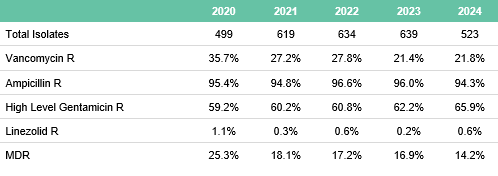 2020 2021 2022 2023 2024
Total Isolates 499 619 634 639 523
Vancomycin R 35.7% 27.2% 27.8% 21.4% 21.8%
Ampicillin R 95.4% 94.8% 96.6% 96.0% 94.3%
High Level Gentamicin R 59.2% 60.2% 60.8% 62.2% 65.9%
Linezolid R 1.1% 0.3% 0.6% 0.2% 0.6%
MDR 25.3% 18.1% 17.2% 16.9% 14.2%